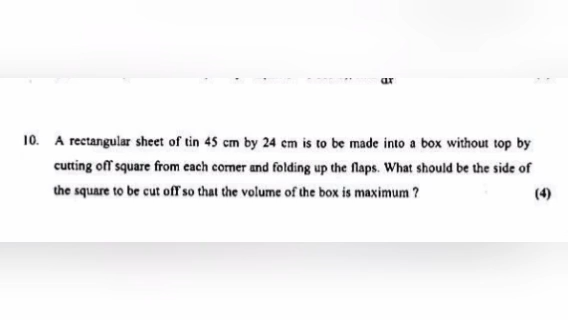 10. A rectangular sheet of tin 45 cm by 24 cm is to be made into a box without top by
cutting off square from each corner and folding up the flaps. What should be the side of
the square to be cut off so that the volume of the box is maximum ?
(4)